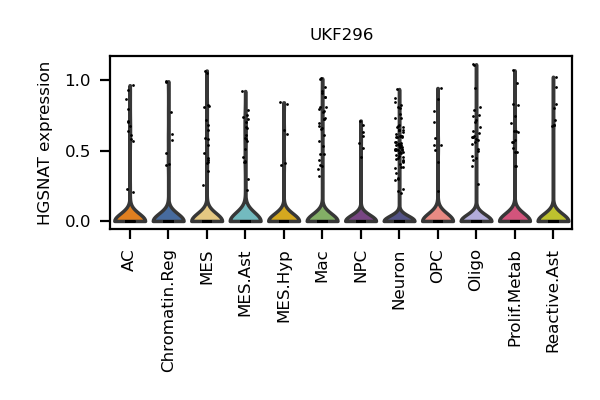 UKF296
HGSNAT expression
1.0
0.5
0.0
AC
Chromatin.Reg
MES
MES.Ast
MES.Hyp
Mac
NPC
Neuron
OPC
Oligo
Prolif.Metab
Reactive.Ast